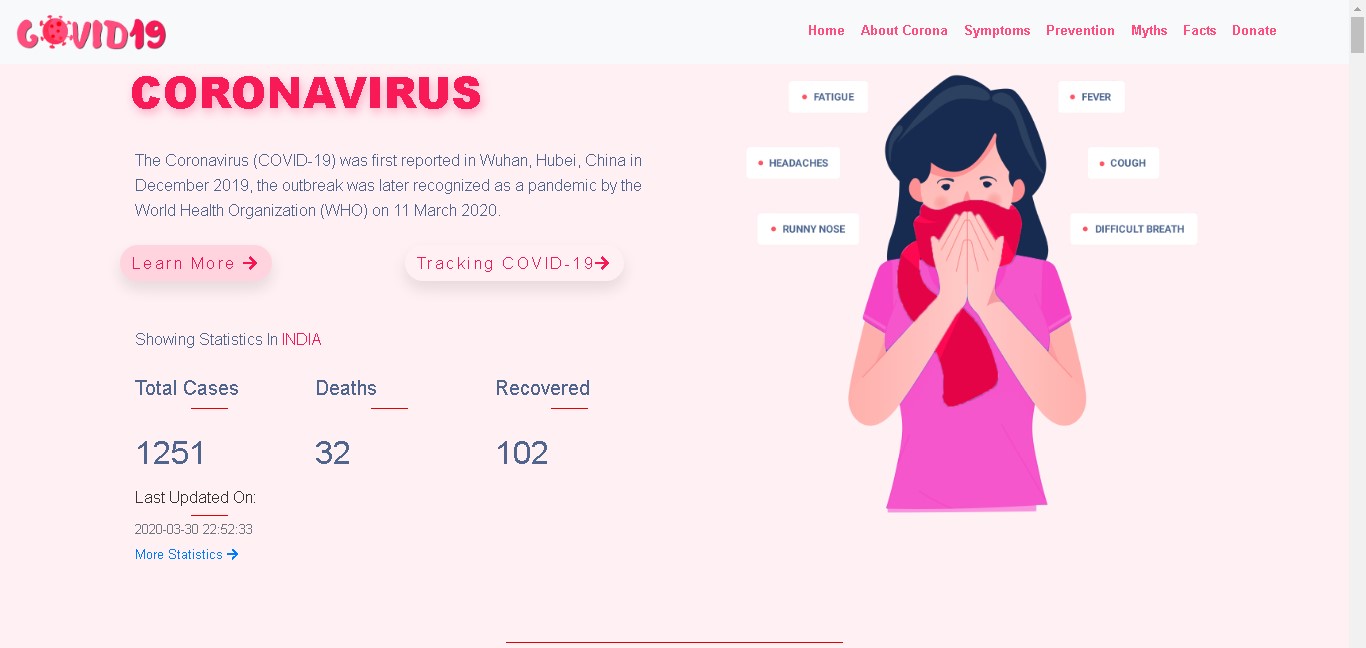 COVID19
Home About Corona Symptoms Prevention Myths Facts Donate
CORONAVIRUS
The Coronavirus (COVID-19) was first reported in Wuhan, Hubei, China in
December 2019, the outbreak was later recognized as a pandemic by the
World Health Organization (WHO) on 11 March 2020.
Learn More
Tracking COVID-19
Showing Statistics In INDIA
Total Cases Deaths Recovered
1251 32 102
Last Updated On:
2020-03-30 22:52:33
More Statistics
FATIGUE
FEVER
HEADACHES
COUGH
RUNNY NOSE
DIFFICULT BREATH